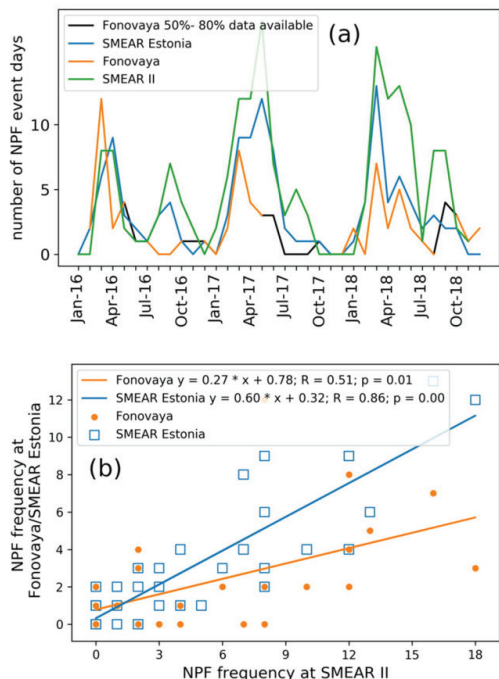 Fonovaya 50%- 80% data available
SMEAR Estonia
Fonovaya
SMEAR II
(a)
number of NPF event days
10
5
0
Jan-16
Apr-16
Jul-16
Oct-16
Jan-17
Apr-17
Jul-17
Oct-17
Jan-18
Apr-18
Jul-18
Oct-18
Fonovaya y = 0.27 * x + 0.78; R = 0.51; p = 0.01
SMEAR Estonia y = 0.60 * x + 0.32; R = 0.86; p = 0.00
Fonovaya
SMEAR Estonia
(b)
NPF frequency at
Fonovaya/SMEAR Estonia
12
10
8
6
4
2
0
0 3 6 9 12 15 18
NPF frequency at SMEAR II